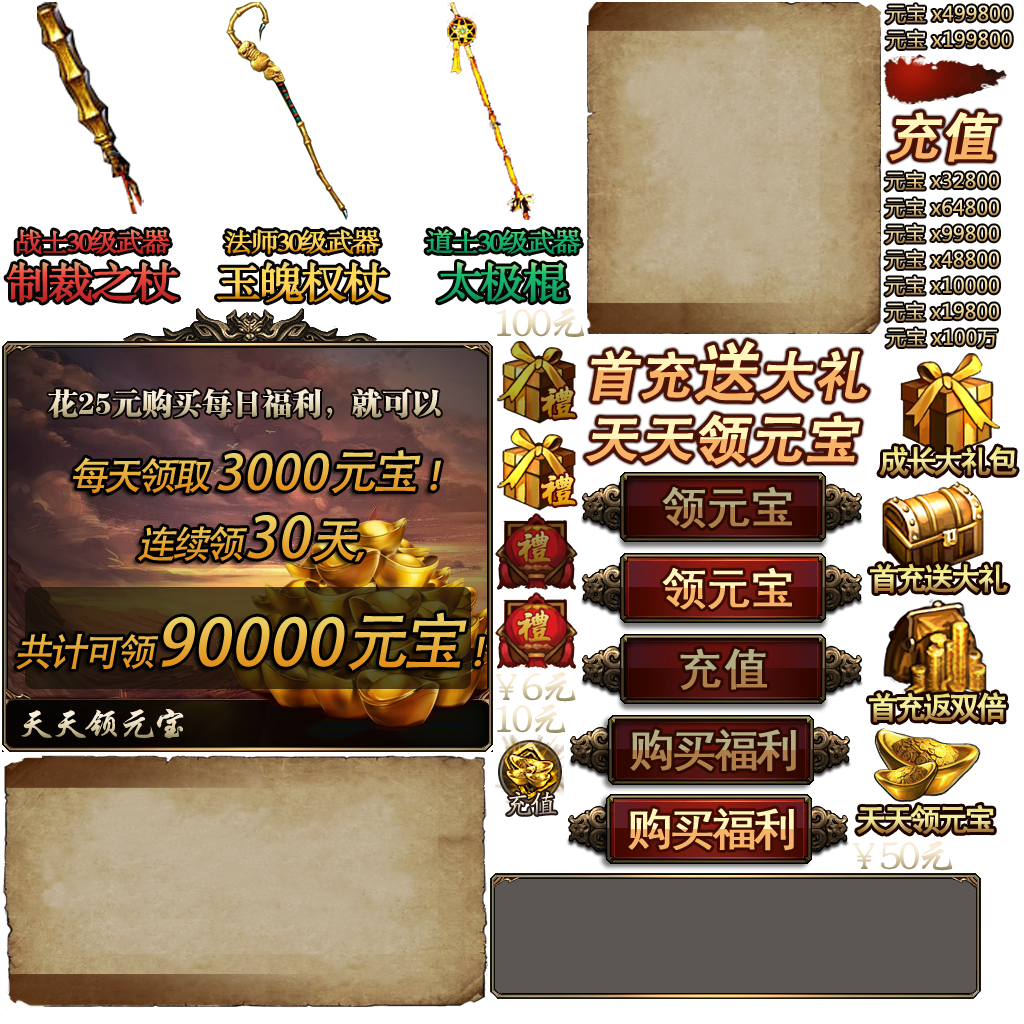 战士30级武器
制裁之杖
法师30级武器
玉魄权杖
道士30级武器
太极棍
元宝 x499800
元宝 x199800
充值
元宝 x32800
元宝 x64800
元宝 x99800
元宝 x48800
元宝 x10000
元宝 x19800
元宝 x100万
100元
花25元购买每日福利，就可以
每天领取3000元宝！
连续领30天，
共计可领90000元宝！
天天领元宝
禮
禮
禮
禮
¥6元
10元
充值
首充送大礼
天天领元宝
领元宝
领元宝
充值
购买福利
购买福利
成长大礼包
首充送大礼
首充返双倍
天天领元宝
¥50元